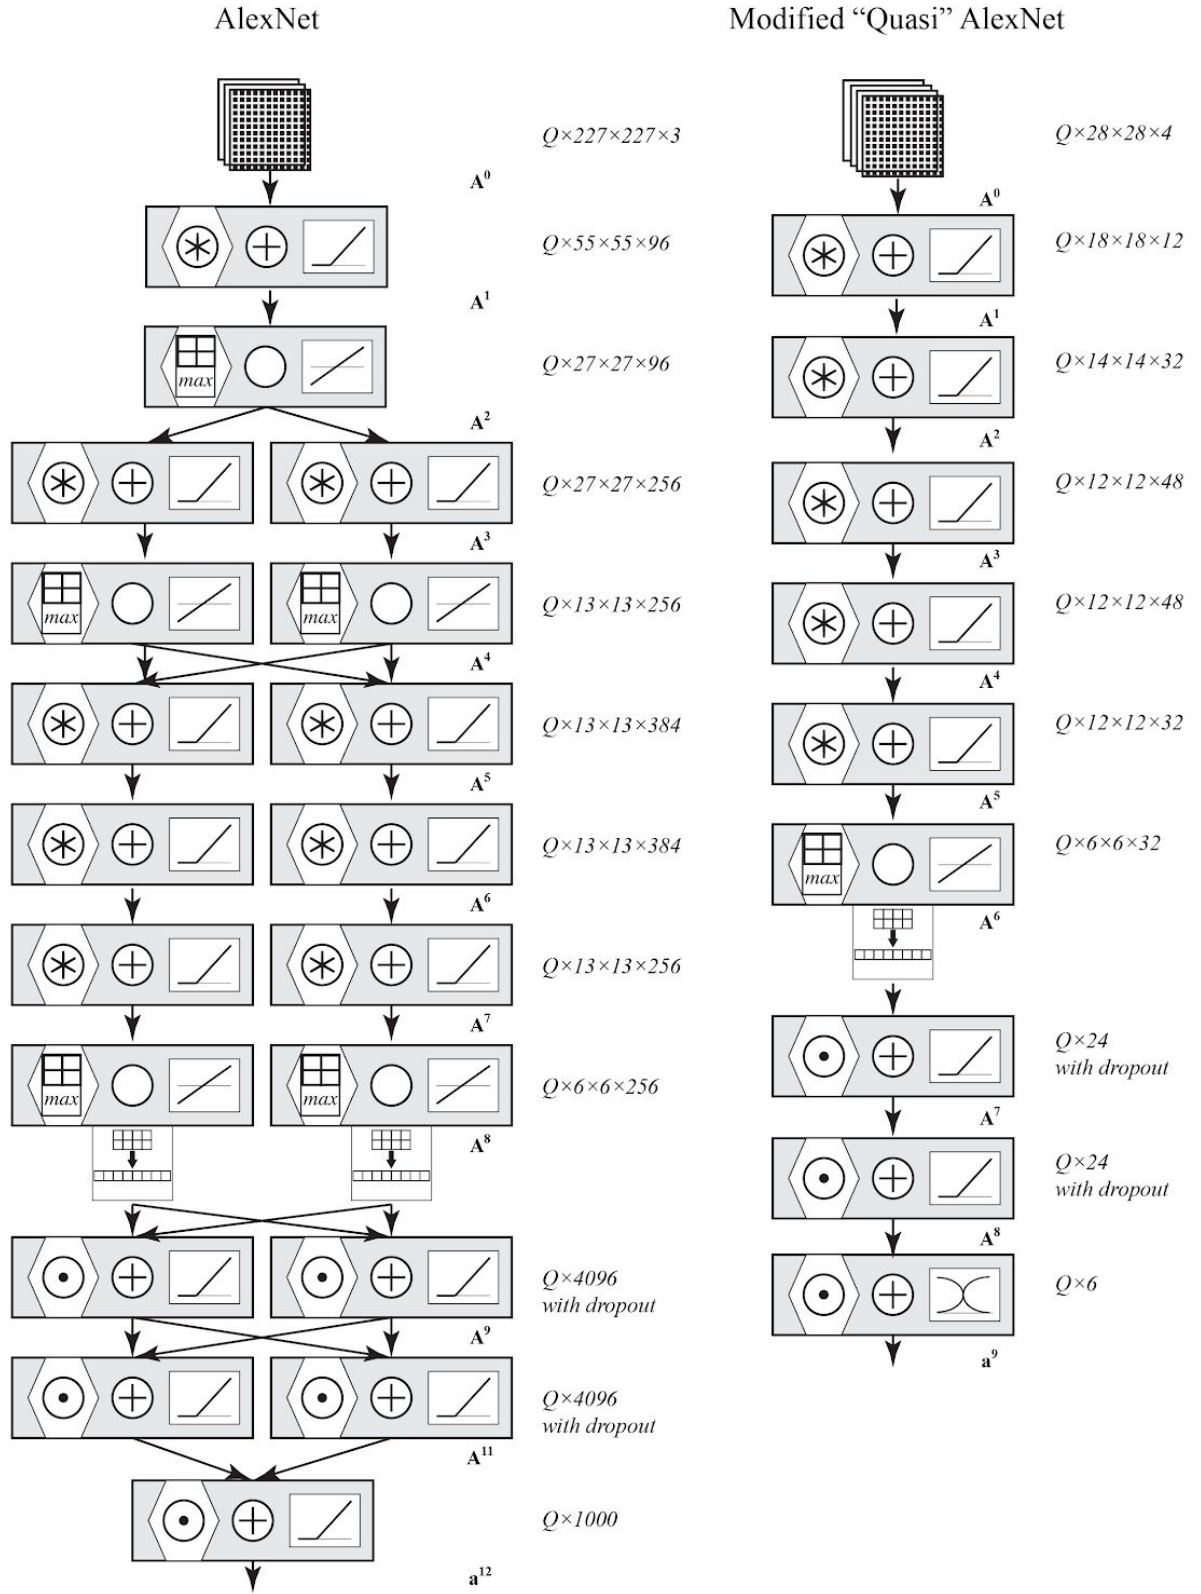 AlexNet
Q×227×227×3
A⁰
Q×55×55×96
A¹
max
Q×27×27×96
A²
Q×27×27×256
A³
max
max
Q×13×13×256
A⁴
Q×13×13×384
A⁵
Q×13×13×384
A⁶
Q×13×13×256
A⁷
max
max
Q×6×6×256
A⁸
Q×4096
with dropout
A⁹
Q×4096
with dropout
A¹¹
Q×1000
a¹²
Modified “Quasi” AlexNet
Q×28×28×4
A⁰
Q×18×18×12
A¹
Q×14×14×32
A²
Q×12×12×48
A³
Q×12×12×48
A⁴
Q×12×12×32
A⁵
max
Q×6×6×32
A⁶
Q×24
with dropout
A⁷
Q×24
with dropout
A⁸
Q×6
a⁹